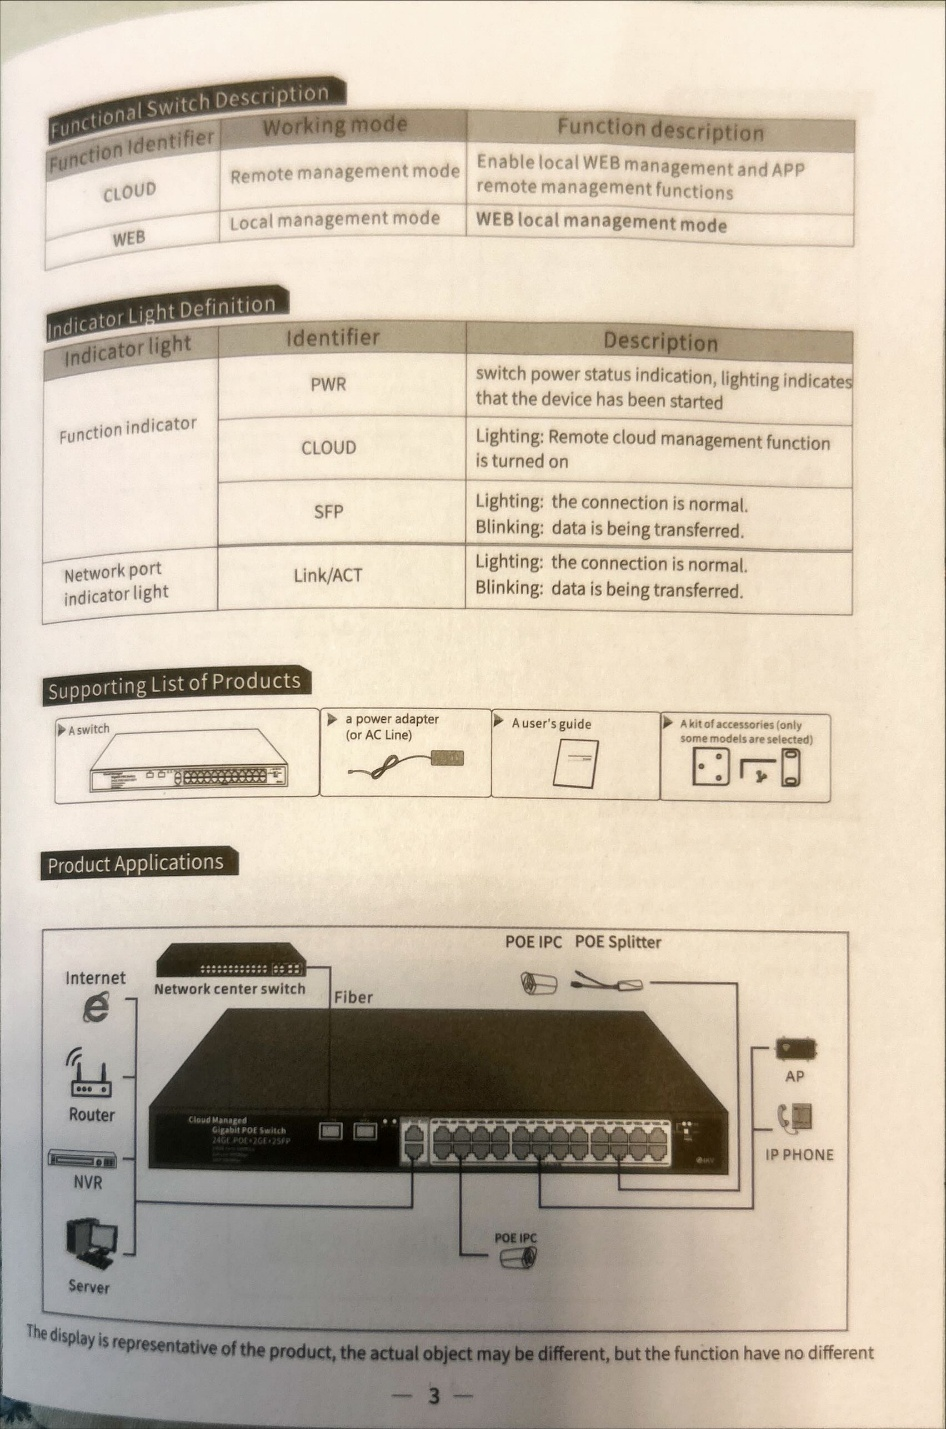 Functional Switch Description
Function Identifier Working mode Function description
CLOUD Remote management mode Enable local WEB management and APP
remote management functions
WEB Local management mode WEB local management mode
Indicator Light Definition
Indicator light Identifier Description
Function indicator PWR switch power status indication, lighting indicates
that the device has been started
CLOUD Lighting: Remote cloud management function
is turned on
SFP Lighting: the connection is normal.
Blinking: data is being transferred.
Network port
indicator light Link/ACT Lighting: the connection is normal.
Blinking: data is being transferred.
Supporting List of Products
A switch
a power adapter
(or AC Line)
A user's guide
A kit of accessories (only
some models are selected)
Product Applications
POE IPC POE Splitter
Internet
Network center switch
Fiber
Router
AP
Cloud Managed
Gigabit POE Switch
24GE POE+2GE+2SFP
IP PHONE
NVR
POE IPC
Server
The display is representative of the product, the actual object may be different, but the function have no different
— 3 —